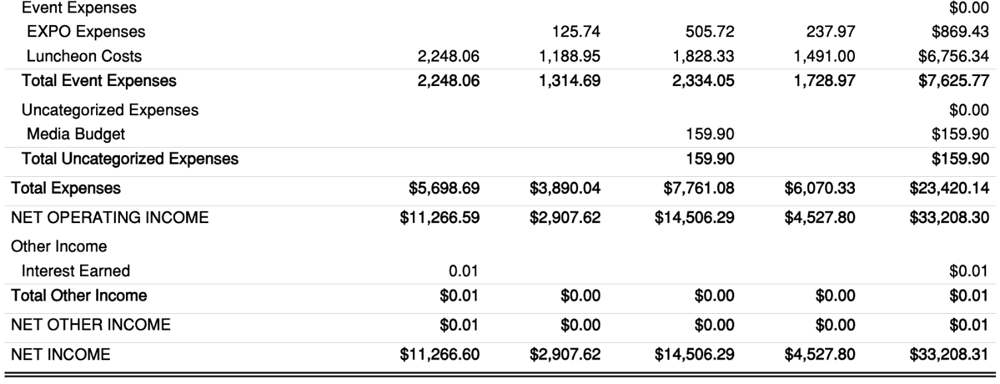 Event Expenses $0.00
EXPO Expenses 125.74 505.72 237.97 $869.43
Luncheon Costs 2,248.06 1,188.95 1,828.33 1,491.00 $6,756.34
Total Event Expenses 2,248.06 1,314.69 2,334.05 1,728.97 $7,625.77
Uncategorized Expenses $0.00
Media Budget 159.90 $159.90
Total Uncategorized Expenses 159.90 $159.90
Total Expenses $5,698.69 $3,890.04 $7,761.08 $6,070.33 $23,420.14
NET OPERATING INCOME $11,266.59 $2,907.62 $14,506.29 $4,527.80 $33,208.30
Other Income
Interest Earned 0.01 $0.01
Total Other Income $0.01 $0.00 $0.00 $0.00 $0.01
NET OTHER INCOME $0.01 $0.00 $0.00 $0.00 $0.01
NET INCOME $11,266.60 $2,907.62 $14,506.29 $4,527.80 $33,208.31